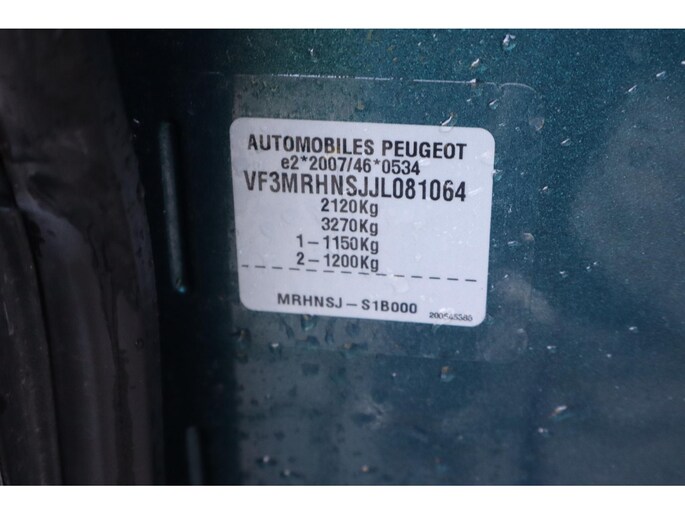 AUTOMOBILES PEUGEOT
e2*2007/46*0534
VF3MRHNSJJL081064
2120Kg
3270Kg
1-1150Kg
2-1200Kg
MRHNSJ-S1B000